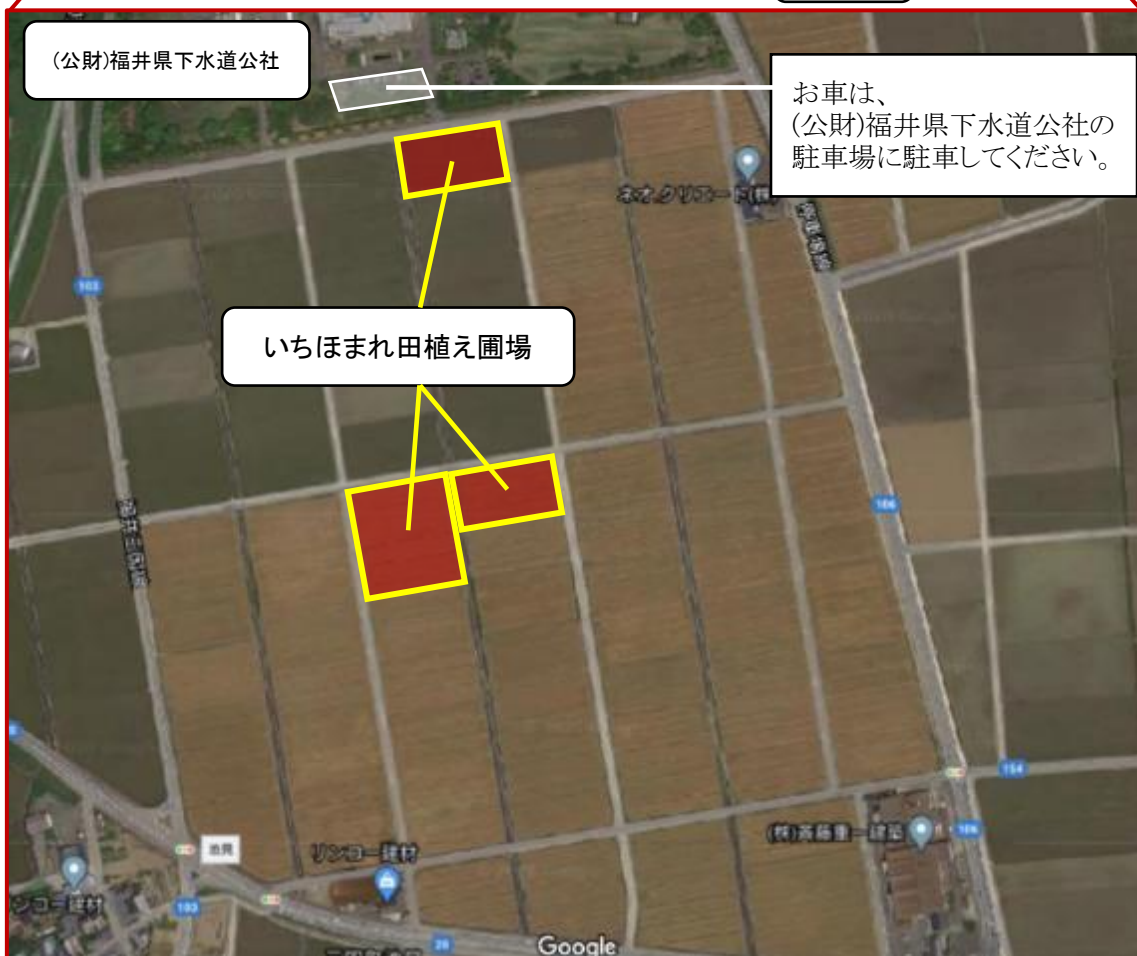 (公財)福井県下水道公社
お車は、
(公財)福井県下水道公社の
駐車場に駐車してください。
ネオ クリエート(株)
103
いちほまれ田植え圃場
106
154
(株)斉藤重一建築
106
リンコー建材
ンコー建材
103
20
Google